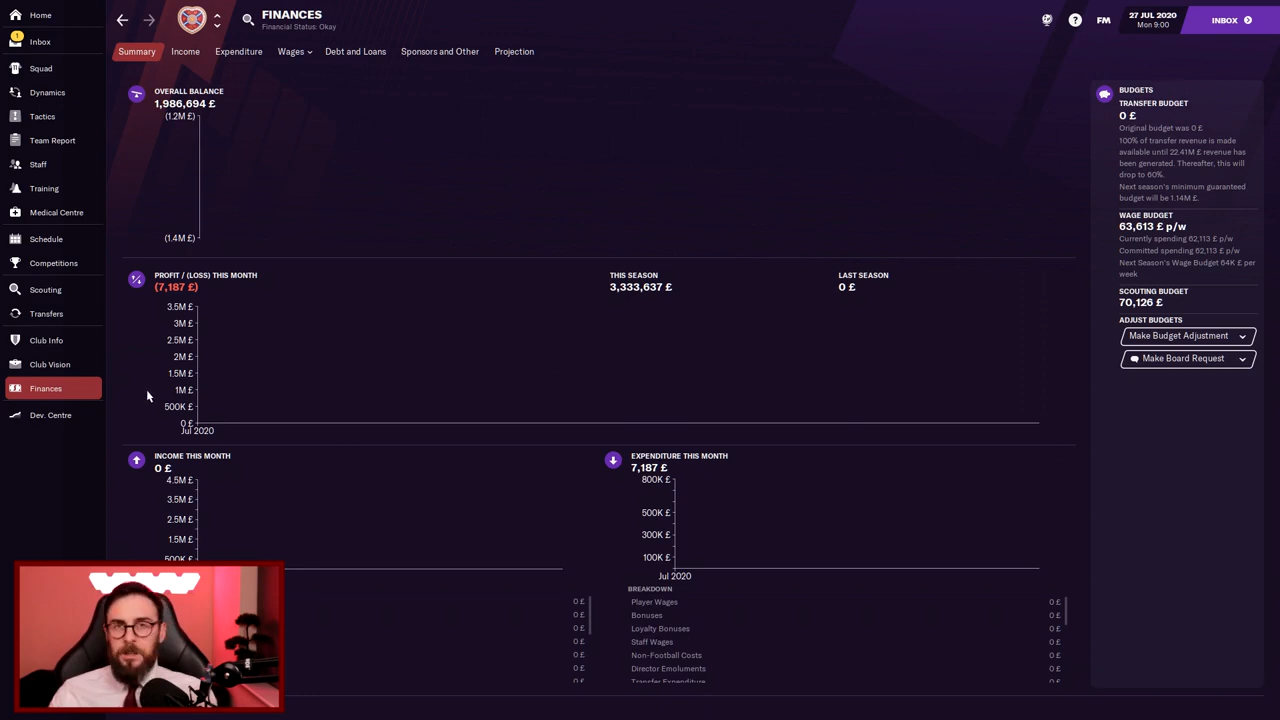 Home
1
Inbox
Squad
Dynamics
Tactics
Team Report
Staff
Training
Medical Centre
Schedule
Competitions
Scouting
Transfers
Club Info
Club Vision
Finances
Dev. Centre
FINANCES
Financial Status: Okay
FM
27 JUL 2020
Mon 9:00
INBOX
Summary
Income
Expenditure
Wages
Debt and Loans
Sponsors and Other
Projection
OVERALL BALANCE
1,986,694 £
(1.2M £)
(1.4M £)
PROFIT / (LOSS) THIS MONTH
(7,187 £)
THIS SEASON
3,333,637 £
LAST SEASON
0 £
3.5M £
3M £
2.5M £
2M £
1.5M £
1M £
500K £
0 £
Jul 2020
INCOME THIS MONTH
0 £
4.5M £
3.5M £
2.5M £
1.5M £
500K £
0 £
0 £
0 £
0 £
0 £
0 £
0 £
EXPENDITURE THIS MONTH
7,187 £
800K £
500K £
300K £
100K £
Jul 2020
BREAKDOWN
Player Wages 0 £
Bonuses 0 £
Loyalty Bonuses 0 £
Staff Wages 0 £
Non-Football Costs 0 £
Director Emoluments 0 £
Transfer Expenditure 0 £
BUDGETS
TRANSFER BUDGET
0 £
Original budget was 0 £
100% of transfer revenue is made
available until 22.41M £ revenue has
been generated. Thereafter, this will
drop to 60%.
Next season's minimum guaranteed
budget will be 1.14M £.
WAGE BUDGET
63,613 £ p/w
Currently spending 62,113 £ p/w
Committed spending 62,113 £ p/w
Next Season's Wage Budget 64K £ per
week
SCOUTING BUDGET
70,126 £
ADJUST BUDGETS
Make Budget Adjustment
Make Board Request